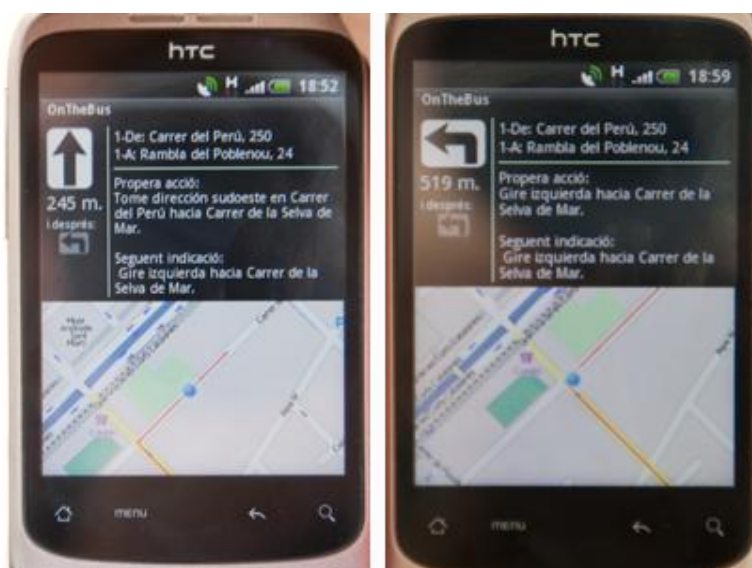 hTC
H
18:52
OnTheBus
1-De: Carrer del Perú, 250
1-A: Rambla del Poblenou, 24
245 m.
i després:
Propera acció:
Tome dirección sudoeste en Carrer
del Perú hacia Carrer de la Selva de
Mar.
Seguent indicació:
Gire izquierda hacia Carrer de la
Selva de Mar.
menu
hTC
H
18:59
OnTheBus
1-De: Carrer del Perú, 250
1-A: Rambla del Poblenou, 24
519 m.
i després:
Propera acció:
Gire izquierda hacia Carrer de la
Selva de Mar.
Seguent indicació:
Gire izquierda hacia Carrer de la
Selva de Mar.
menu